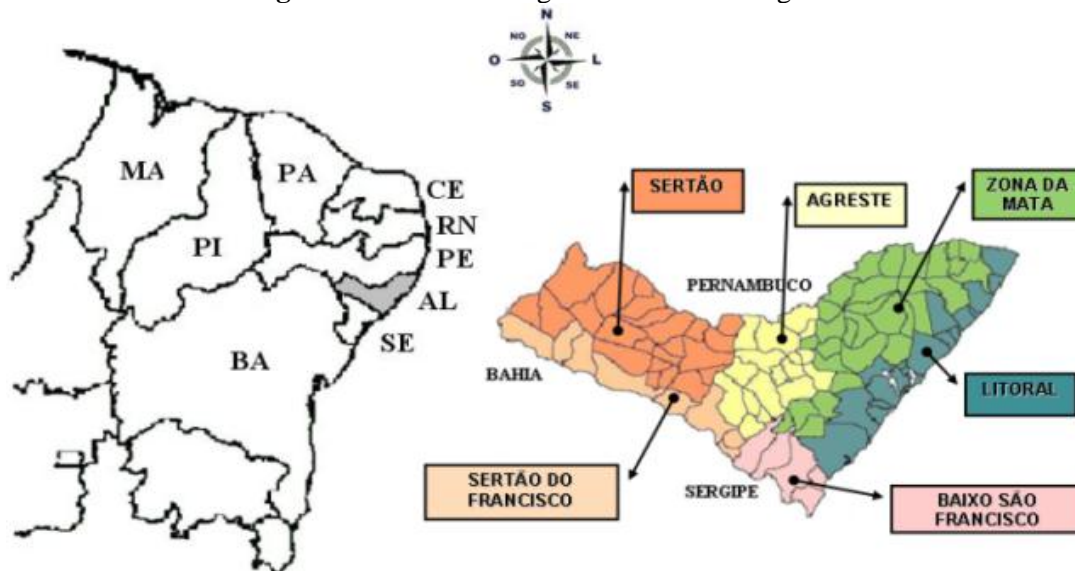 N
NO NE
O L
SO SE
S
MA
PA
CE
RN
PI
PE
AL
SE
BA
SERTÃO
AGRESTE
ZONA DA
MATA
PERNAMBUCO
BAHIA
LITORAL
SERTÃO DO
FRANCISCO
SERGIPE
BAIXO SÃO
FRANCISCO